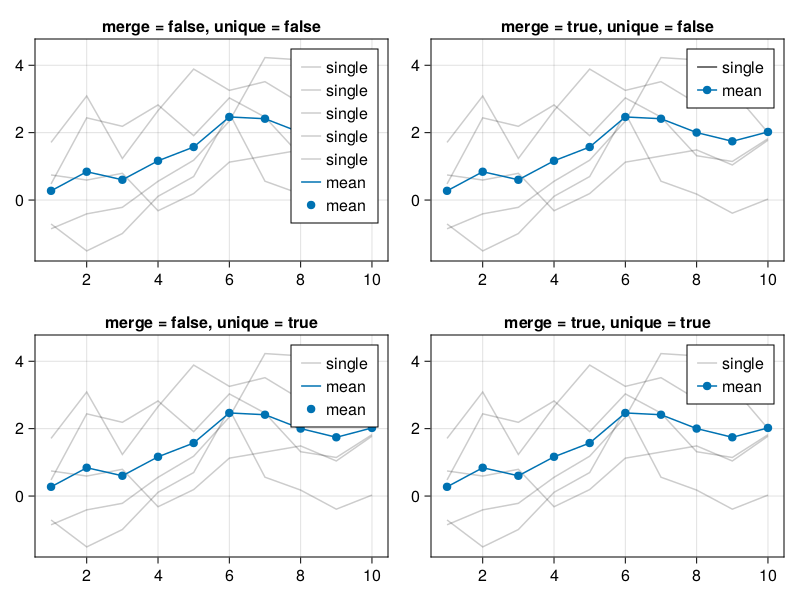 merge = false, unique = false
4
2
0
2
4
6
8
10
single
single
single
single
single
mean
mean
merge = true, unique = false
4
2
0
2
4
6
8
10
single
mean
merge = false, unique = true
4
2
0
2
4
6
8
10
single
mean
mean
merge = true, unique = true
4
2
0
2
4
6
8
10
single
mean